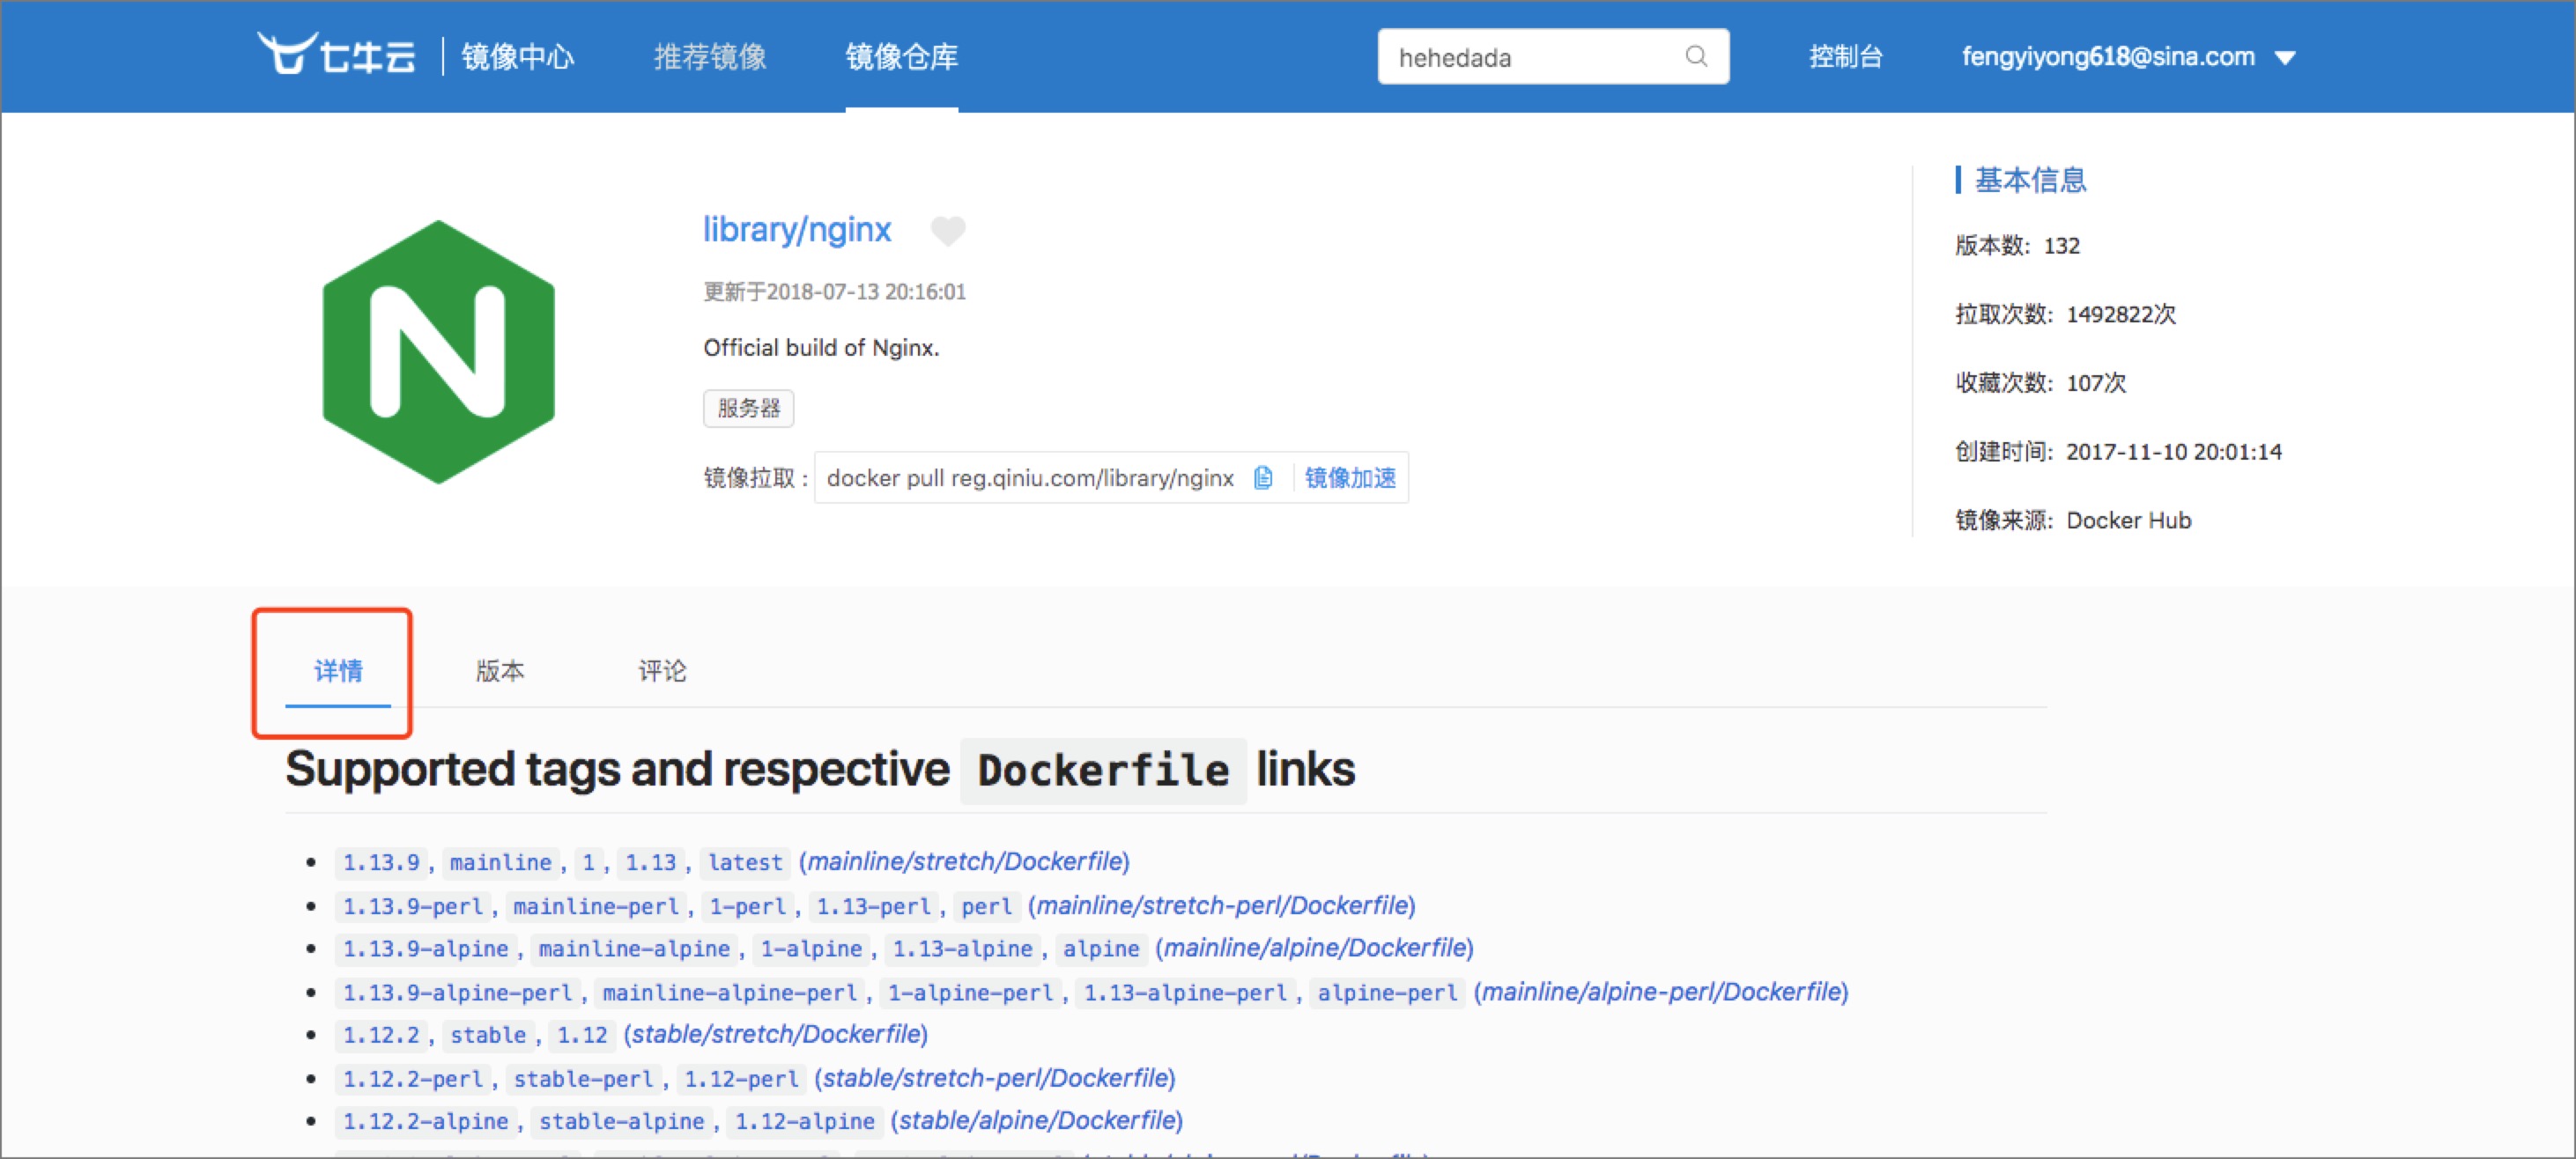 七牛云 镜像中心 推荐镜像 镜像仓库 hehedada 控制台 fengyiyong618@sina.com
library/nginx
更新于2018-07-13 20:16:01
Official build of Nginx.
服务器
镜像拉取 : docker pull reg.qiniu.com/library/nginx 镜像加速
基本信息
版本数: 132
拉取次数: 1492822次
收藏次数: 107次
创建时间: 2017-11-10 20:01:14
镜像来源: Docker Hub
详情 版本 评论
Supported tags and respective Dockerfile links
• 1.13.9, mainline, 1, 1.13, latest (mainline/stretch/Dockerfile)
• 1.13.9-perl, mainline-perl, 1-perl, 1.13-perl, perl (mainline/stretch-perl/Dockerfile)
• 1.13.9-alpine, mainline-alpine, 1-alpine, 1.13-alpine, alpine (mainline/alpine/Dockerfile)
• 1.13.9-alpine-perl, mainline-alpine-perl, 1-alpine-perl, 1.13-alpine-perl, alpine-perl (mainline/alpine-perl/Dockerfile)
• 1.12.2, stable, 1.12 (stable/stretch/Dockerfile)
• 1.12.2-perl, stable-perl, 1.12-perl (stable/stretch-perl/Dockerfile)
• 1.12.2-alpine, stable-alpine, 1.12-alpine (stable/alpine/Dockerfile)